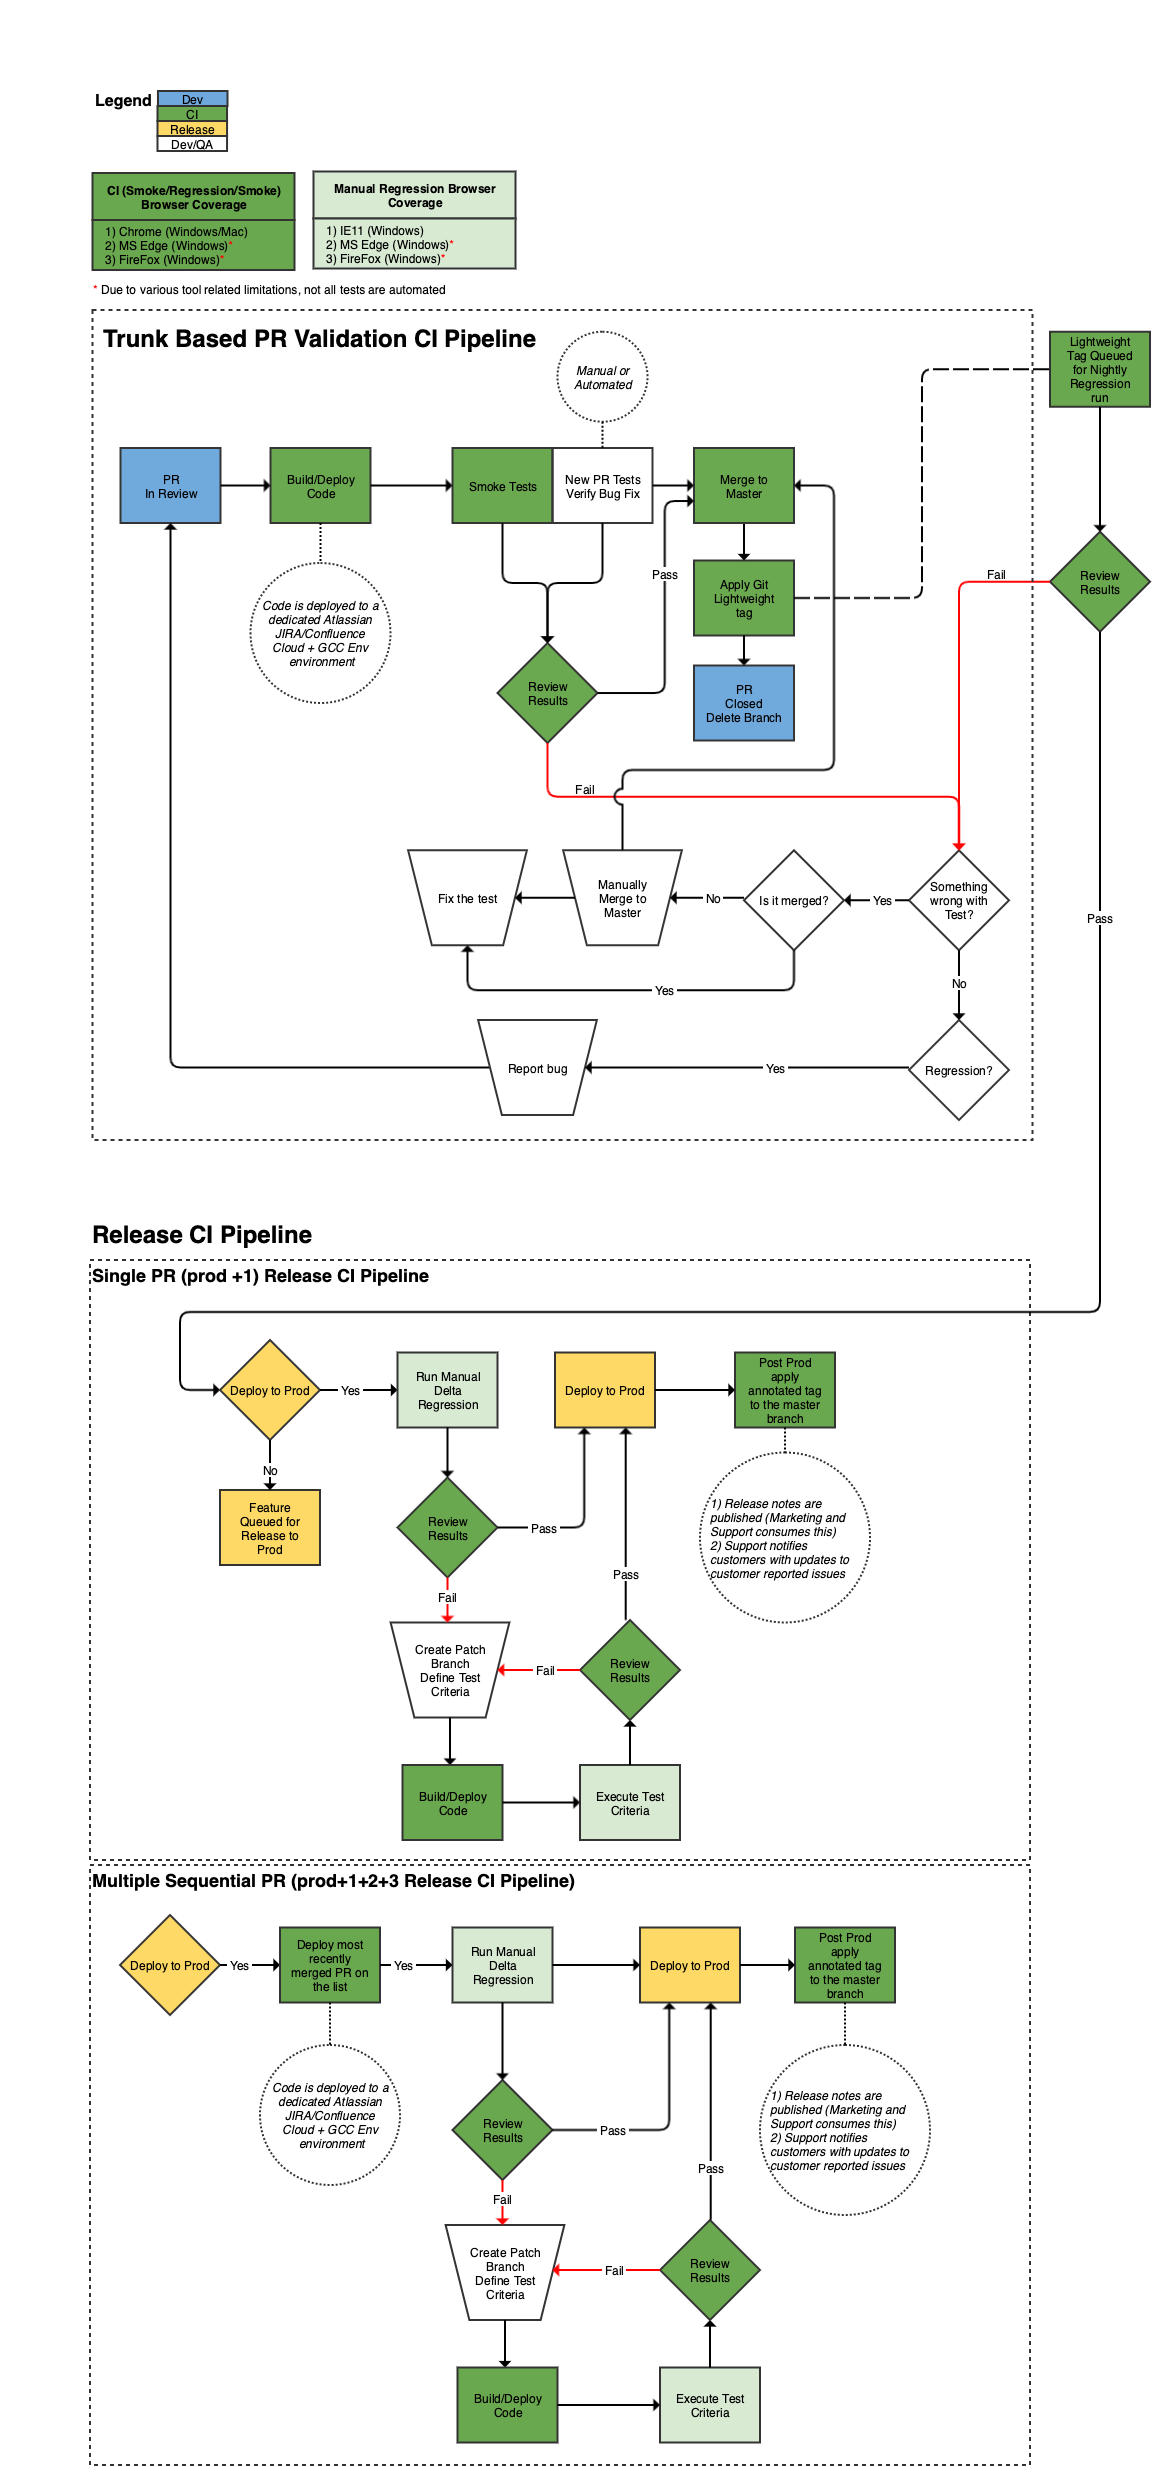 Legend
Dev
CI
Release
Dev/QA
CI (Smoke/Regression/Smoke)
Browser Coverage
1) Chrome (Windows/Mac)
2) MS Edge (Windows)*
3) FireFox (Windows)*
Manual Regression Browser
Coverage
1) IE11 (Windows)
2) MS Edge (Windows)*
3) FireFox (Windows)*
* Due to various tool related limitations, not all tests are automated
Trunk Based PR Validation CI Pipeline
Manual or
Automated
Lightweight
Tag Queued
for Nightly
Regression
run
PR
In Review
Build/Deploy
Code
Smoke Tests
New PR Tests
Verify Bug Fix
Merge to
Master
Pass
Apply Git
Lightweight
tag
Fail
Review
Results
Code is deployed to a
dedicated Atlassian
JIRA/Confluence
Cloud + GCC Env
environment
Review
Results
PR
Closed
Delete Branch
Fail
Fix the test
Manually
Merge to
Master
No
Is it merged?
Yes
Something
wrong with
Test?
Pass
Yes
No
Report bug
Yes
Regression?
Release CI Pipeline
Single PR (prod +1) Release CI Pipeline
Deploy to Prod
Yes
Run Manual
Delta
Regression
Deploy to Prod
Post Prod
apply
annotated tag
to the master
branch
No
Feature
Queued for
Release to
Prod
Review
Results
Pass
1) Release notes are
published (Marketing and
Support consumes this)
2) Support notifies
customers with updates to
customer reported issues
Pass
Fail
Create Patch
Branch
Define Test
Criteria
Fail
Review
Results
Build/Deploy
Code
Execute Test
Criteria
Multiple Sequential PR (prod+1+2+3 Release CI Pipeline)
Deploy to Prod
Yes
Deploy most
recently
merged PR on
the list
Yes
Run Manual
Delta
Regression
Deploy to Prod
Post Prod
apply
annotated tag
to the master
branch
Code is deployed to a
dedicated Atlassian
JIRA/Confluence
Cloud + GCC Env
environment
Review
Results
Pass
1) Release notes are
published (Marketing and
Support consumes this)
2) Support notifies
customers with updates to
customer reported issues
Pass
Fail
Create Patch
Branch
Define Test
Criteria
Fail
Review
Results
Build/Deploy
Code
Execute Test
Criteria